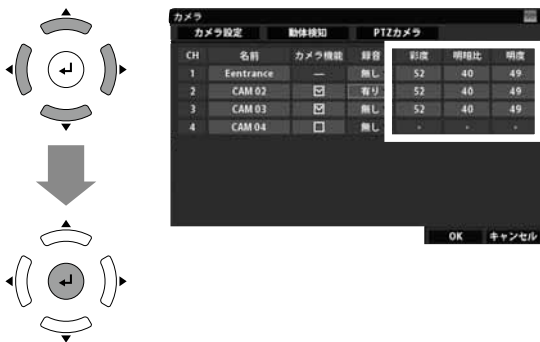 カメラ
カメラ設定 動体検知 PTZカメラ
CH 名前 カメラ機能 録音 彩度 明暗比 明度
1 Eentrance — 無し 52 40 49
2 CAM 02 ☑ 有り 52 40 49
3 CAM 03 ☑ 無し 52 40 49
4 CAM 04 ☐ 無し - - -
OK キャンセル